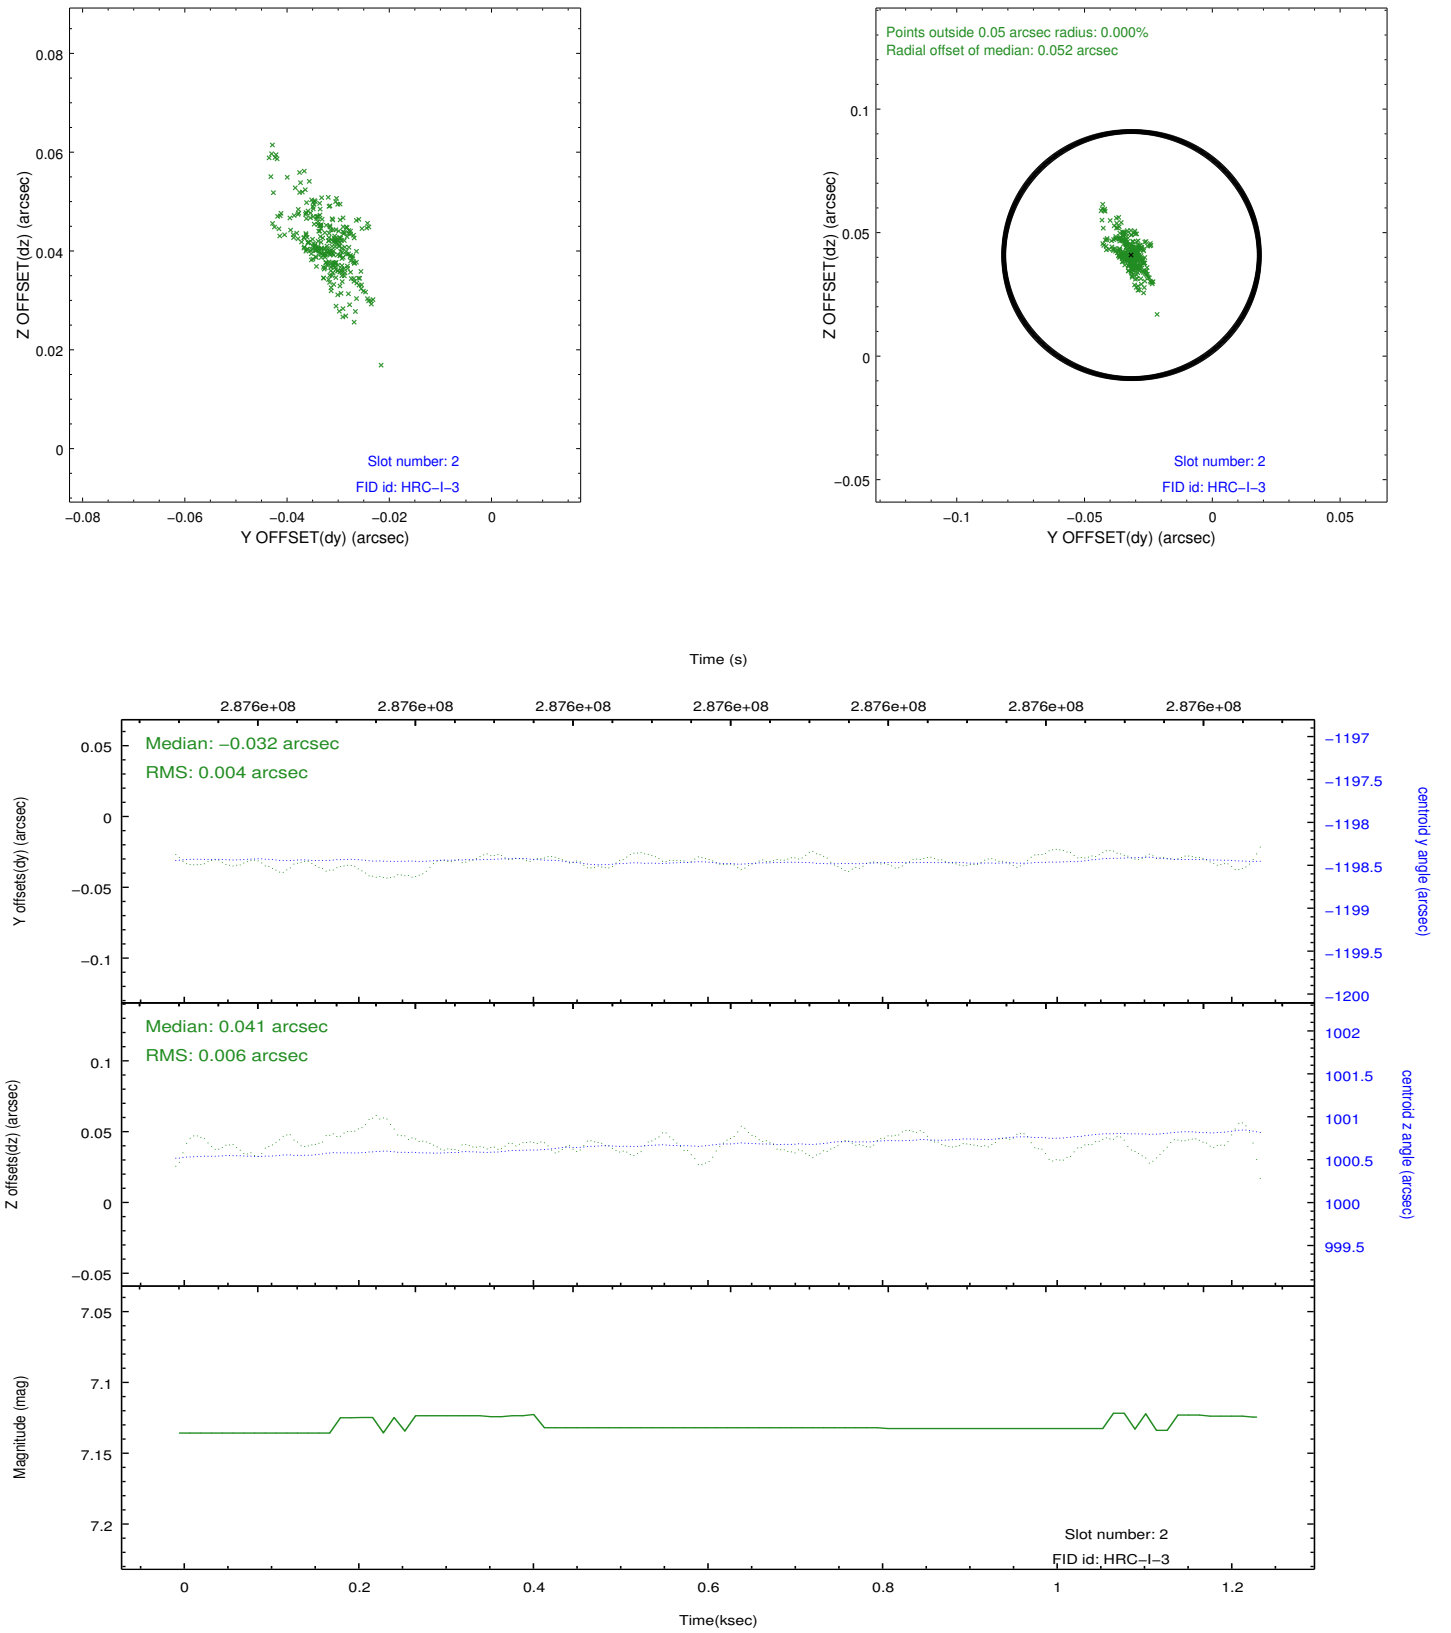 0.08
0.06
0.04
0.02
0
Z OFFSET(dz) (arcsec)
Slot number: 2
FID id: HRC−I−3
−0.08 −0.06 −0.04 −0.02 0
Y OFFSET(dy) (arcsec)
Points outside 0.05 arcsec radius: 0.000%
Radial offset of median: 0.052 arcsec
0.1
0.05
0
−0.05
Z OFFSET(dz) (arcsec)
Slot number: 2
FID id: HRC−I−3
−0.1 −0.05 0 0.05
Y OFFSET(dy) (arcsec)
Time (s)
2.876e+08 2.876e+08 2.876e+08 2.876e+08 2.876e+08 2.876e+08 2.876e+08
Median: −0.032 arcsec
RMS: 0.004 arcsec
0.05
0
−0.05
−0.1
Y offsets(dy) (arcsec)
−1197
−1197.5
−1198
−1198.5
−1199
−1199.5
−1200
centroid y angle (arcsec)
Median: 0.041 arcsec
RMS: 0.006 arcsec
0.1
0.05
0
−0.05
Z offsets(dz) (arcsec)
1002
1001.5
1001
1000.5
1000
999.5
centroid z angle (arcsec)
7.05
7.1
7.15
7.2
Magnitude (mag)
Slot number: 2
FID id: HRC−I−3
0 0.2 0.4 0.6 0.8 1 1.2
Time(ksec)